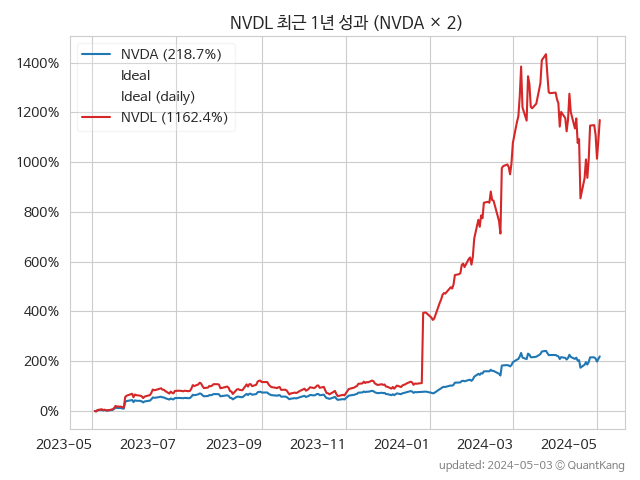 NVDL 최근 1년 성과 (NVDA × 2)
NVDA (218.7%)
Ideal
Ideal (daily)
NVDL (1162.4%)
1400%
1200%
1000%
800%
600%
400%
200%
0%
2023-05 2023-07 2023-09 2023-11 2024-01 2024-03 2024-05
updated: 2024-05-03 © QuantKang